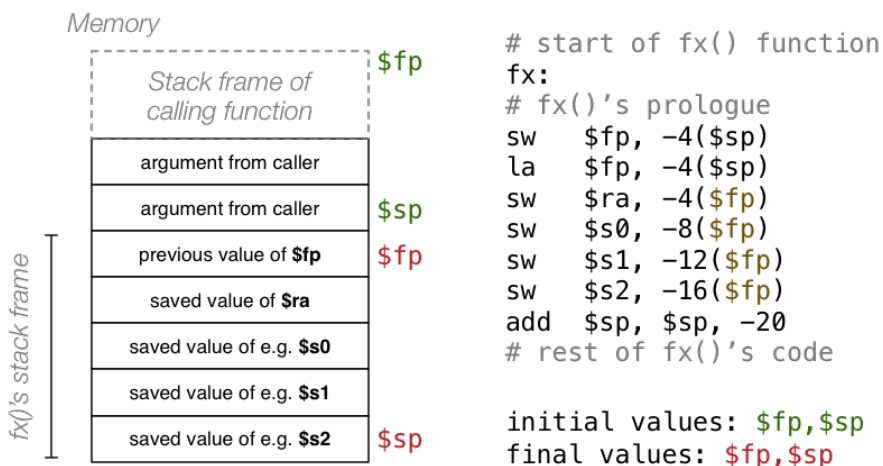 Memory
$fp
Stack frame of
calling function
argument from caller
argument from caller
$sp
previous value of $fp
$fp
saved value of $ra
saved value of e.g. $s0
saved value of e.g. $s1
saved value of e.g. $s2
$sp
fx()'s stack frame
# start of fx() function
fx:
# fx()’s prologue
sw $fp, -4($sp)
la $fp, -4($sp)
sw $ra, -4($fp)
sw $s0, -8($fp)
sw $s1, -12($fp)
sw $s2, -16($fp)
add $sp, $sp, -20
# rest of fx()’s code
initial values: $fp,$sp
final values: $fp,$sp